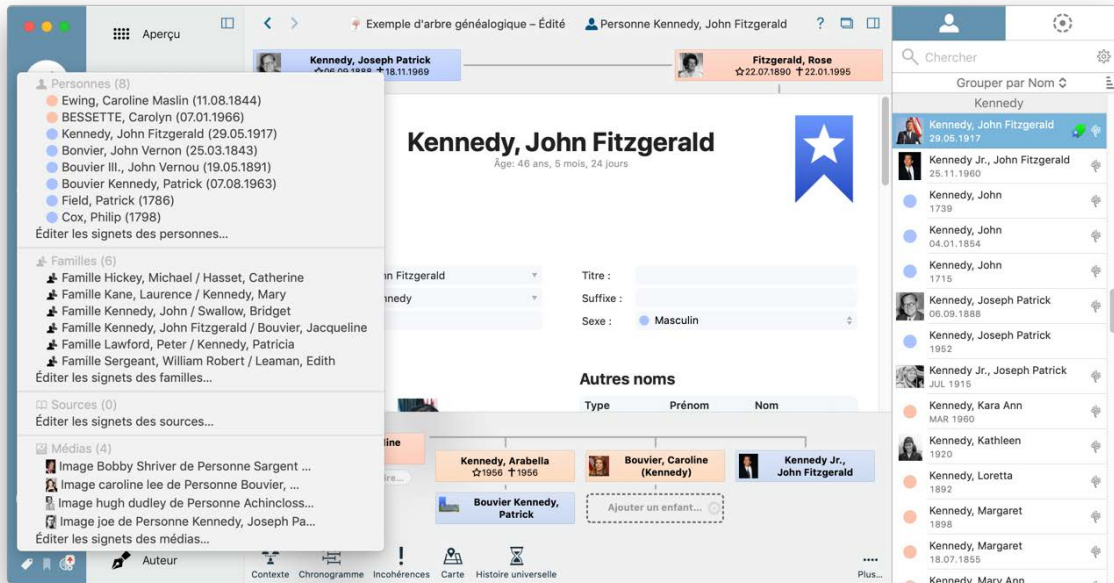 Aperçu
Exemple d'arbre généalogique – Édité
Personne Kennedy, John Fitzgerald
?
Kennedy, Joseph Patrick
☆06.09.1888 ✝18.11.1969
Fitzgerald, Rose
☆22.07.1890 ✝22.01.1995
Kennedy, John Fitzgerald
Âge: 46 ans, 5 mois, 24 jours
Personnes (8)
Ewing, Caroline Maslin (11.08.1844)
BESSETTE, Carolyn (07.01.1966)
Kennedy, John Fitzgerald (29.05.1917)
Bonvier, John Vernon (25.03.1843)
Bouvier III., John Vernou (19.05.1891)
Bouvier Kennedy, Patrick (07.08.1963)
Field, Patrick (1786)
Cox, Philip (1798)
Éditer les signets des personnes...
Familles (6)
Famille Hickey, Michael / Hasset, Catherine
Famille Kane, Laurence / Kennedy, Mary
Famille Kennedy, John / Swallow, Bridget
Famille Kennedy, John Fitzgerald / Bouvier, Jacqueline
Famille Lawford, Peter / Kennedy, Patricia
Famille Sergeant, William Robert / Leaman, Edith
Éditer les signets des familles...
Sources (0)
Éditer les signets des sources...
Médias (4)
Image Bobby Shriver de Personne Sargent ...
Image caroline lee de Personne Bouvier, ...
Image hugh dudley de Personne Achincloss...
Image joe de Personne Kennedy, Joseph Pa...
Éditer les signets des médias...
Auteur
Fitzgerald
Titre :
Suffixe :
Sexe :
Masculin
Autres noms
Type
Prénom
Nom
Kennedy, Arabella
☆1956 ✝1956
Bouvier, Caroline
(Kennedy)
Kennedy Jr.,
John Fitzgerald
Bouvier Kennedy,
Patrick
Ajouter un enfant...
Contexte
Chronogramme
Incohérences
Carte
Histoire universelle
Plus...
Chercher
Grouper par Nom
Kennedy
Kennedy, John Fitzgerald
29.05.1917
Kennedy Jr., John Fitzgerald
25.11.1960
Kennedy, John
1739
Kennedy, John
04.01.1854
Kennedy, John
1715
Kennedy, Joseph Patrick
06.09.1888
Kennedy, Joseph Patrick
1952
Kennedy Jr., Joseph Patrick
JUL 1915
Kennedy, Kara Ann
MAR 1960
Kennedy, Kathleen
1920
Kennedy, Loretta
1892
Kennedy, Margaret
1898
Kennedy, Margaret
18.07.1855
Kennedy, Mary Ann